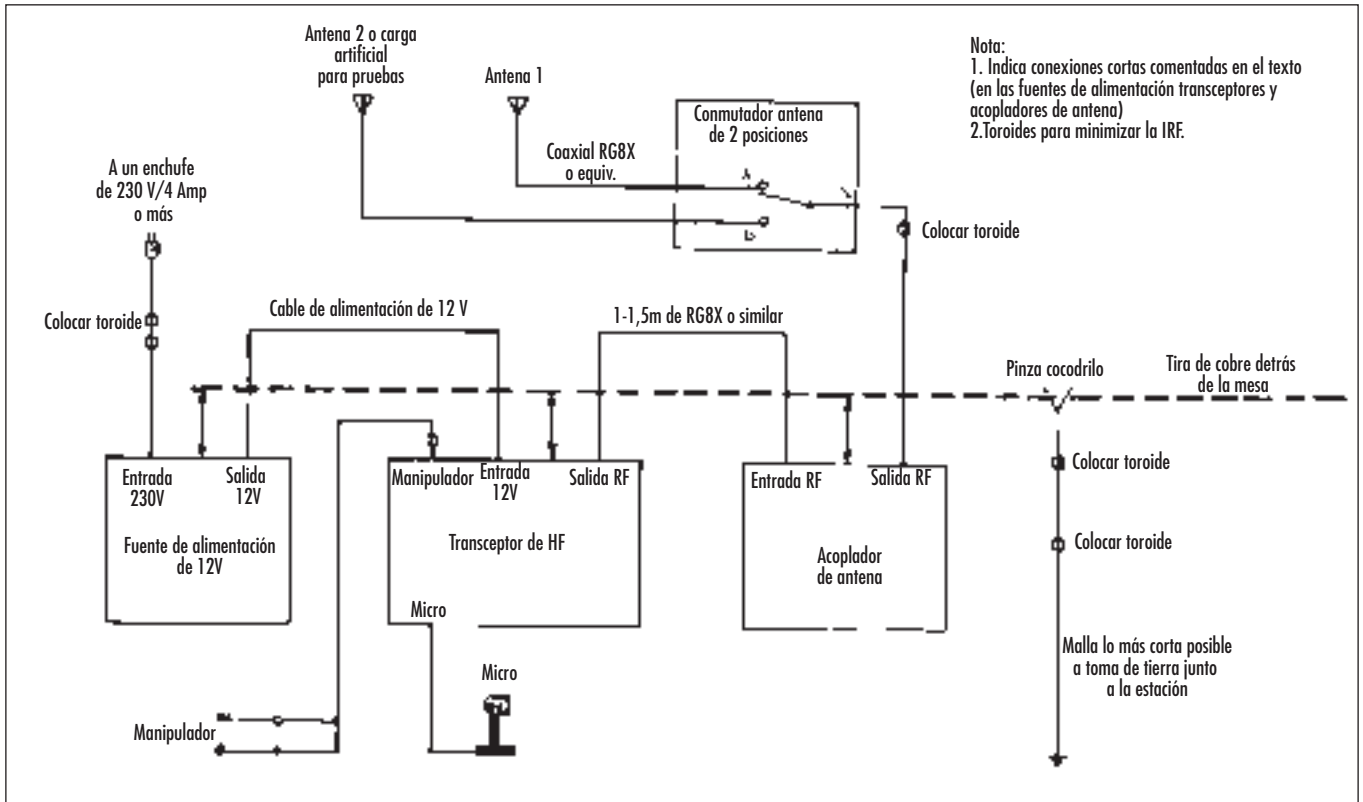 Antena 2 o carga
artificial
para pruebas
Antena 1
Nota:
1. Indica conexiones cortas comentadas en el texto
(en las fuentes de alimentación transceptores y
acopladores de antena)
2.Toroides para minimizar la IRF.
Conmutador antena
de 2 posiciones
A un enchufe
de 230 V/4 Amp
o más
Coaxial RG8X
o equiv.
Colocar toroide
Colocar toroide
Cable de alimentación de 12 V
1-1,5m de RG8X o similar
Pinza cocodrilo
Tira de cobre detrás
de la mesa
Entrada
230V
Salida
12V
Fuente de alimentación
de 12V
Manipulador
Entrada
12V
Salida RF
Transceptor de HF
Micro
Entrada RF
Salida RF
Acoplador
de antena
Colocar toroide
Colocar toroide
Malla lo más corta posible
a toma de tierra junto
a la estación
Micro
Manipulador